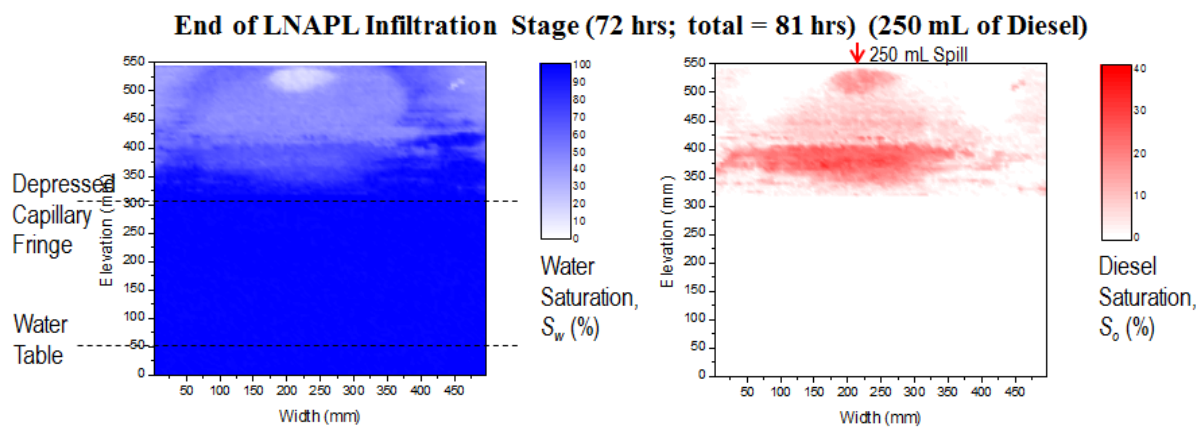 End of LNAPL Infiltration Stage (72 hrs; total = 81 hrs) (250 mL of Diesel)
250 mL Spill
550
500
450
400
350
300
250
200
150
100
50
0
Elevation (mm)
50 100 150 200 250 300 350 400 450
Width (mm)
Depressed
Capillary
Fringe
Water
Table
100
90
80
70
60
50
40
30
20
10
0
Water
Saturation,
Sw (%)
550
500
450
400
350
300
250
200
150
100
50
0
Elevation (mm)
50 100 150 200 250 300 350 400 450
Width (mm)
40
30
20
10
0
Diesel
Saturation,
So (%)